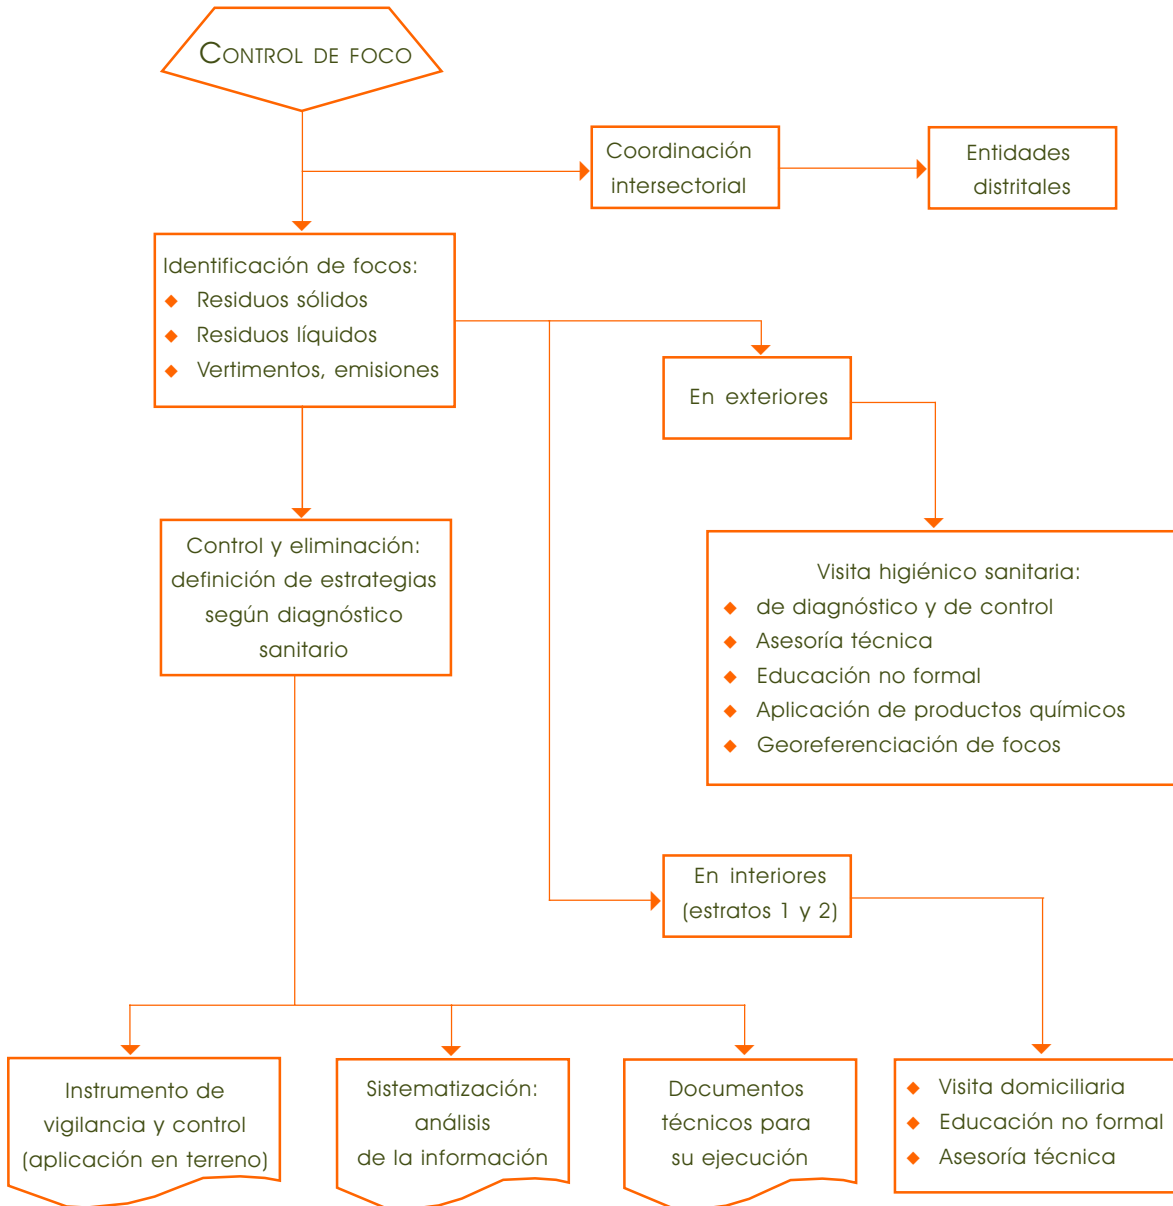 CONTROL DE FOCO
Coordinación
intersectorial
Entidades
distritales
Identificación de focos:
◆ Residuos sólidos
◆ Residuos líquidos
◆ Vertimentos, emisiones
En exteriores
Control y eliminación:
definición de estrategias
según diagnóstico
sanitario
Visita higiénico sanitaria:
◆ de diagnóstico y de control
◆ Asesoría técnica
◆ Educación no formal
◆ Aplicación de productos químicos
◆ Georeferenciación de focos
En interiores
(estratos 1 y 2)
Instrumento de
vigilancia y control
(aplicación en terreno)
Sistematización:
análisis
de la información
Documentos
técnicos para
su ejecución
◆ Visita domiciliaria
◆ Educación no formal
◆ Asesoría técnica